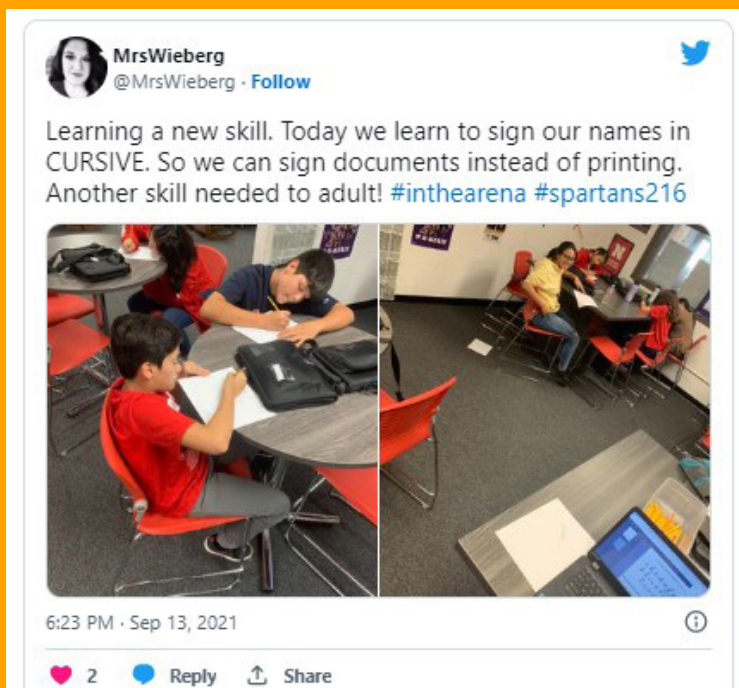 MrsWieberg
@MrsWieberg · Follow
Learning a new skill. Today we learn to sign our names in
CURSIVE. So we can sign documents instead of printing.
Another skill needed to adult! #inthearena #spartans216
6:23 PM · Sep 13, 2021
2 Reply Share